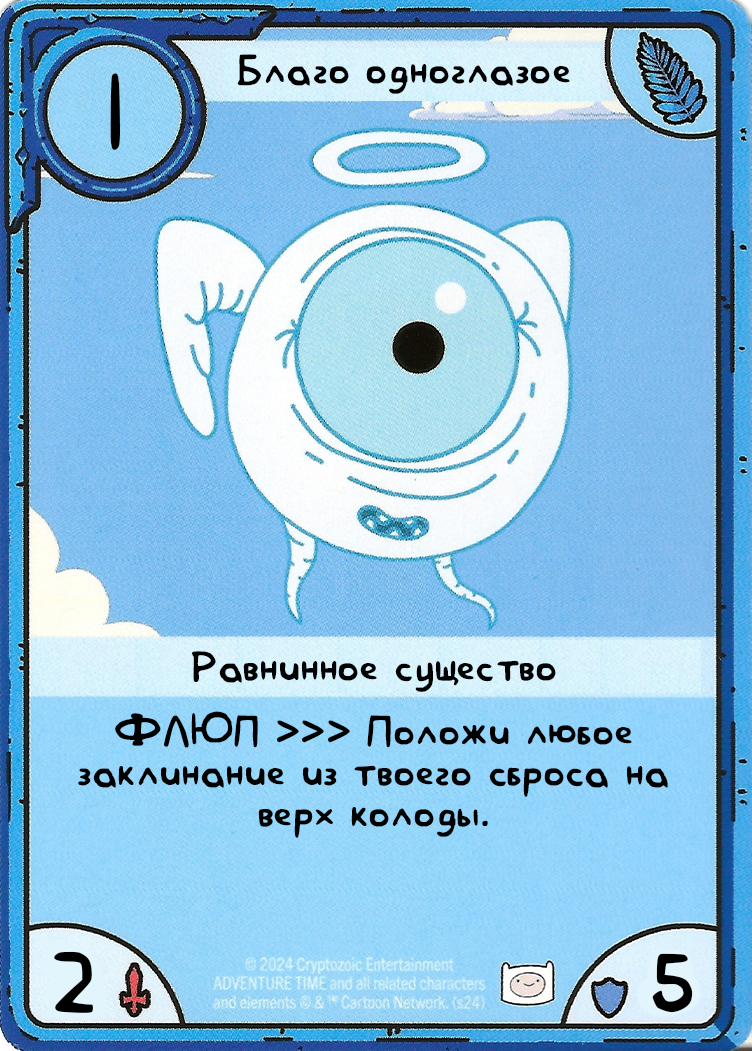 1
Благо одноглазое
Равнинное существо
ФЛЮП >>> Положи любое
заклинание из твоего сброса на
верх колоды.
2
© 2024 Cryptozoic Entertainment
ADVENTURE TIME and all related characters
and elements © & ™ Cartoon Network. (s24)
5